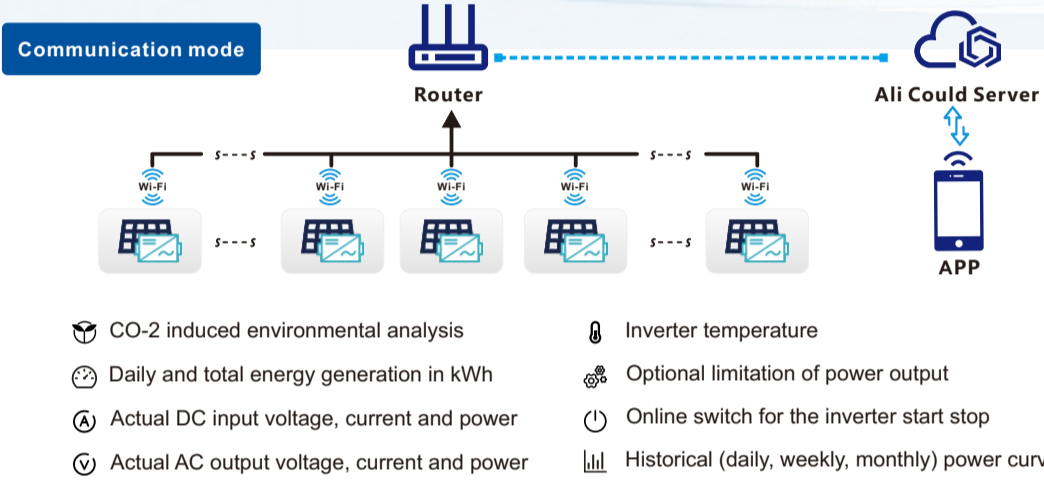 Communication mode
Router
Ali Could Server
s---s
s---s
Wi-Fi
Wi-Fi
Wi-Fi
Wi-Fi
Wi-Fi
s---s
s---s
APP
CO-2 induced environmental analysis
Inverter temperature
Daily and total energy generation in kWh
Optional limitation of power output
A Actual DC input voltage, current and power
Online switch for the inverter start stop
V Actual AC output voltage, current and power
Historical (daily, weekly, monthly) power curv